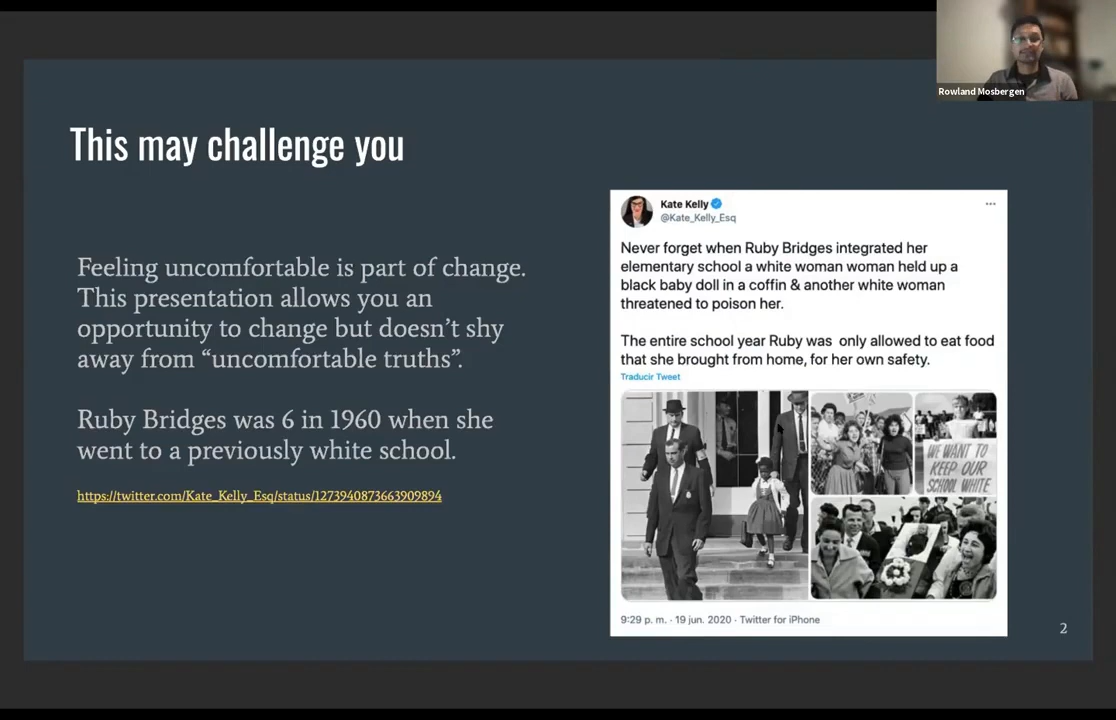 Rowland Mosbergen
This may challenge you
Feeling uncomfortable is part of change.
This presentation allows you an
opportunity to change but doesn't shy
away from “uncomfortable truths”.
Ruby Bridges was 6 in 1960 when she
went to a previously white school.
https://twitter.com/Kate_Kelly_Esq/status/1273940873663909894
Kate Kelly
@Kate_Kelly_Esq
Never forget when Ruby Bridges integrated her
elementary school a white woman woman held up a
black baby doll in a coffin & another white woman
threatened to poison her.
The entire school year Ruby was only allowed to eat food
that she brought from home, for her own safety.
Traducir Tweet
WE WANT TO
KEEP OUR
SCHOOL WHITE
9:29 p. m. · 19 jun. 2020 · Twitter for iPhone
2